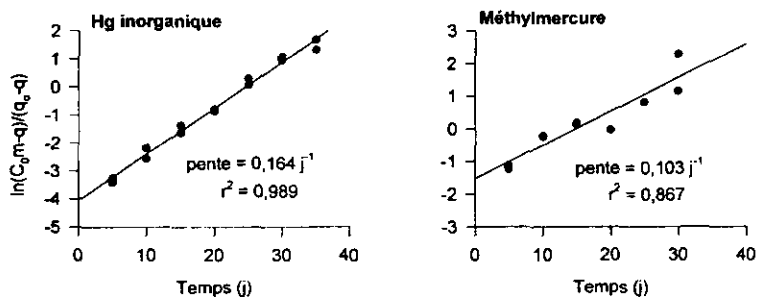 Hg inorganique
ln(C₀m-q)/(q₀-q)
2
1
0
-1
-2
-3
-4
-5
pente = 0,164 j⁻¹
r² = 0,989
0 10 20 30 40
Temps (j)
Méthylmercure
3
2
1
0
-1
-2
-3
pente = 0,103 j⁻¹
r² = 0,867
0 10 20 30 40
Temps (j)